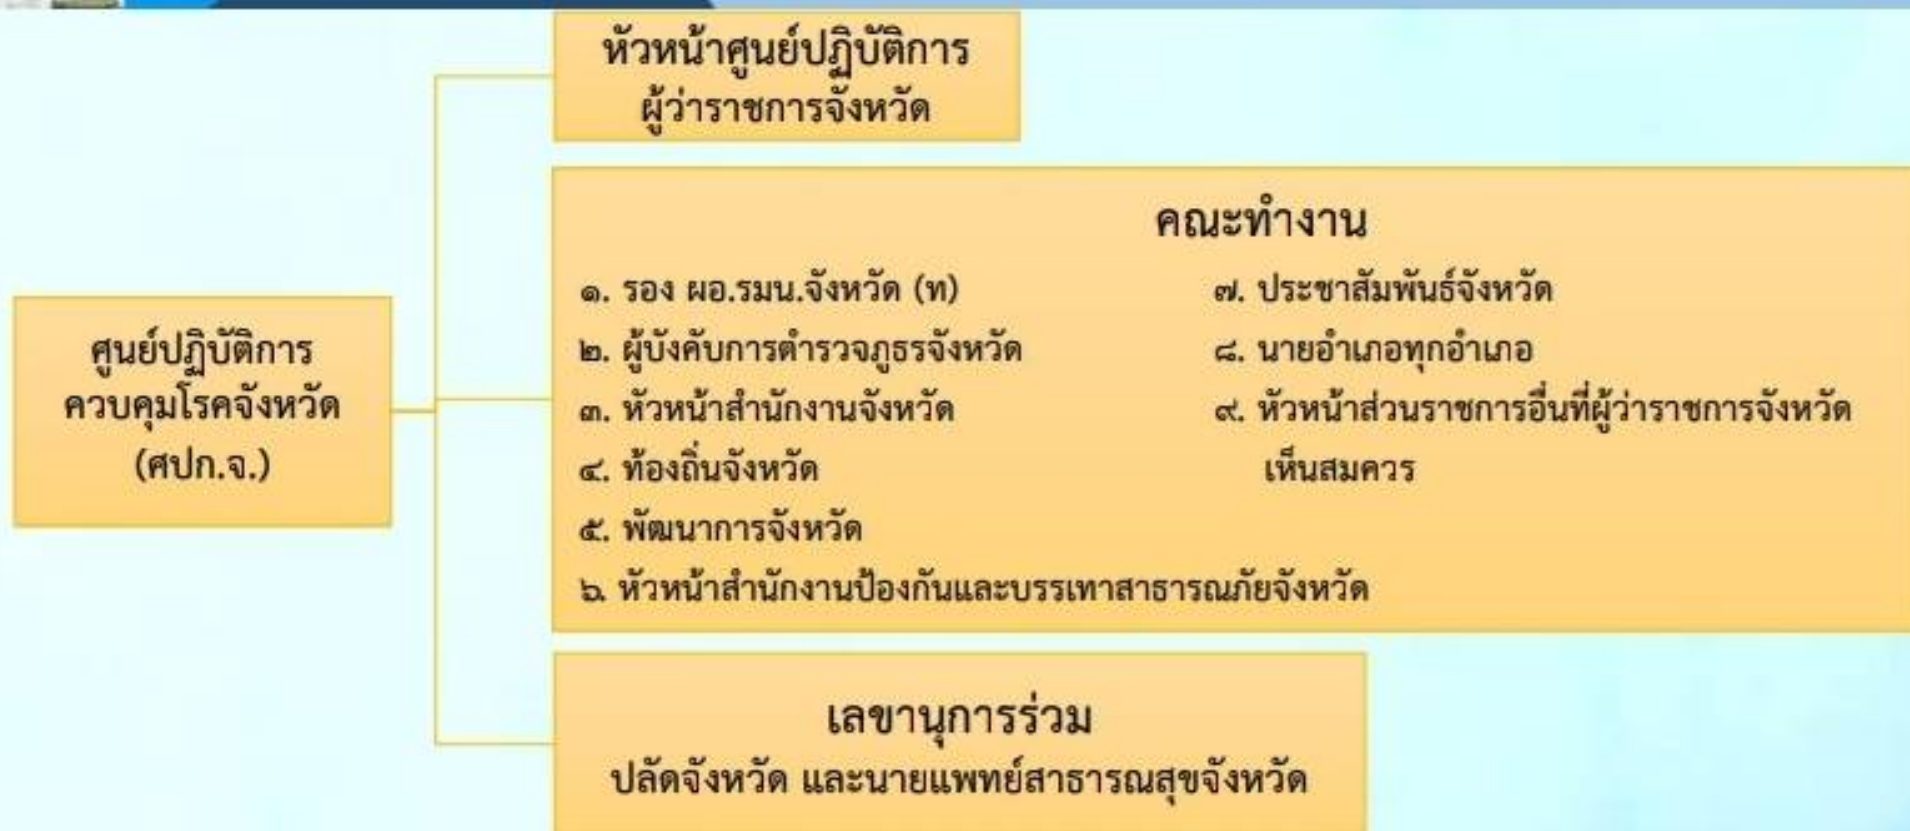 หัวหน้าศูนย์ปฏิบัติการ
ผู้ว่าราชการจังหวัด
ศูนย์ปฏิบัติการ
ควบคุมโรคจังหวัด
(ศปก.จ.)
คณะทำงาน
๑. รอง ผอ.รมน.จังหวัด (ท)
๒. ผู้บังคับการตำรวจภูธรจังหวัด
๓. หัวหน้าสำนักงานจังหวัด
๔. ท้องถิ่นจังหวัด
๕. พัฒนาการจังหวัด
๖. หัวหน้าสำนักงานป้องกันและบรรเทาสาธารณภัยจังหวัด
๗. ประชาสัมพันธ์จังหวัด
๘. นายอำเภอทุกอำเภอ
๙. หัวหน้าส่วนราชการอื่นที่ผู้ว่าราชการจังหวัด
เห็นสมควร
เลขานุการร่วม
ปลัดจังหวัด และนายแพทย์สาธารณสุขจังหวัด